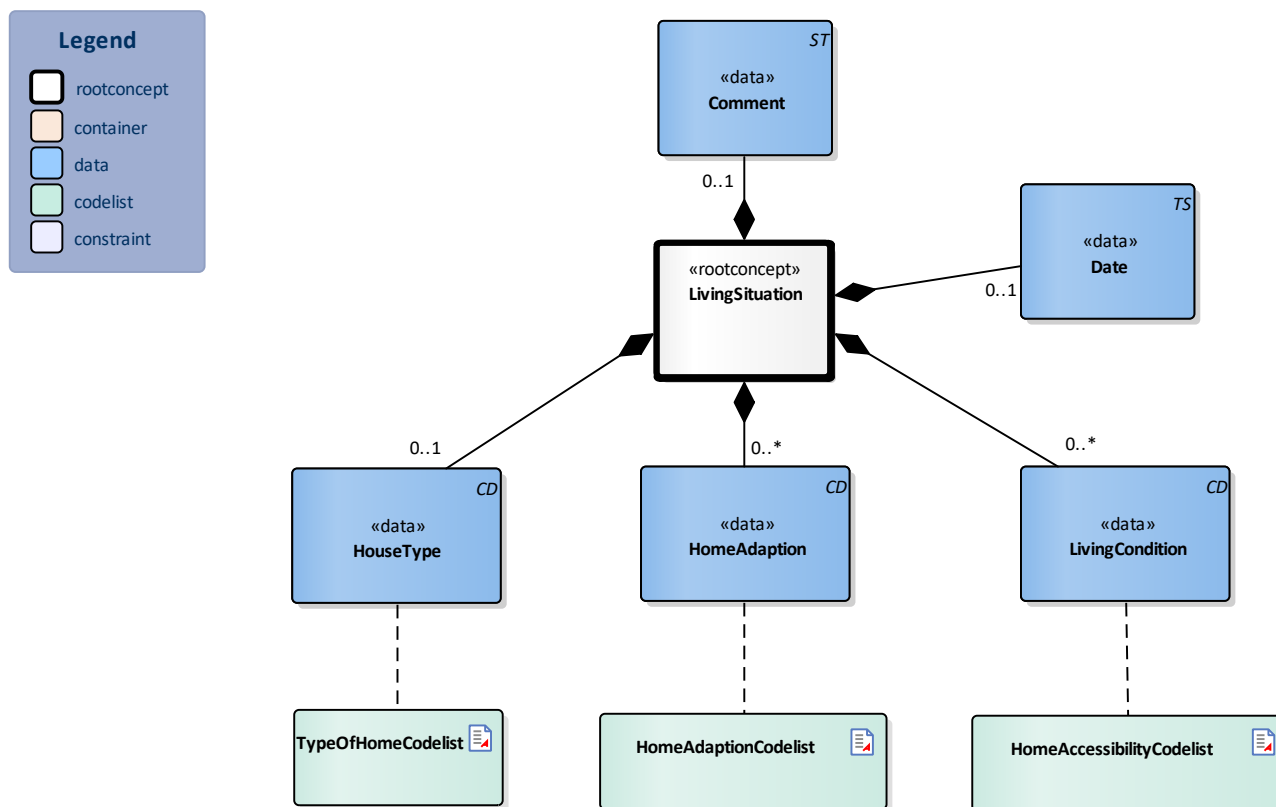 Legend
rootconcept
container
data
codelist
constraint
ST
«data»
Comment
0..1
TS
«data»
Date
0..1
«rootconcept»
LivingSituation
0..1
0..*
0..*
CD
«data»
HouseType
CD
«data»
HomeAdaption
CD
«data»
LivingCondition
TypeOfHomeCodelist
HomeAdaptionCodelist
HomeAccessibilityCodelist